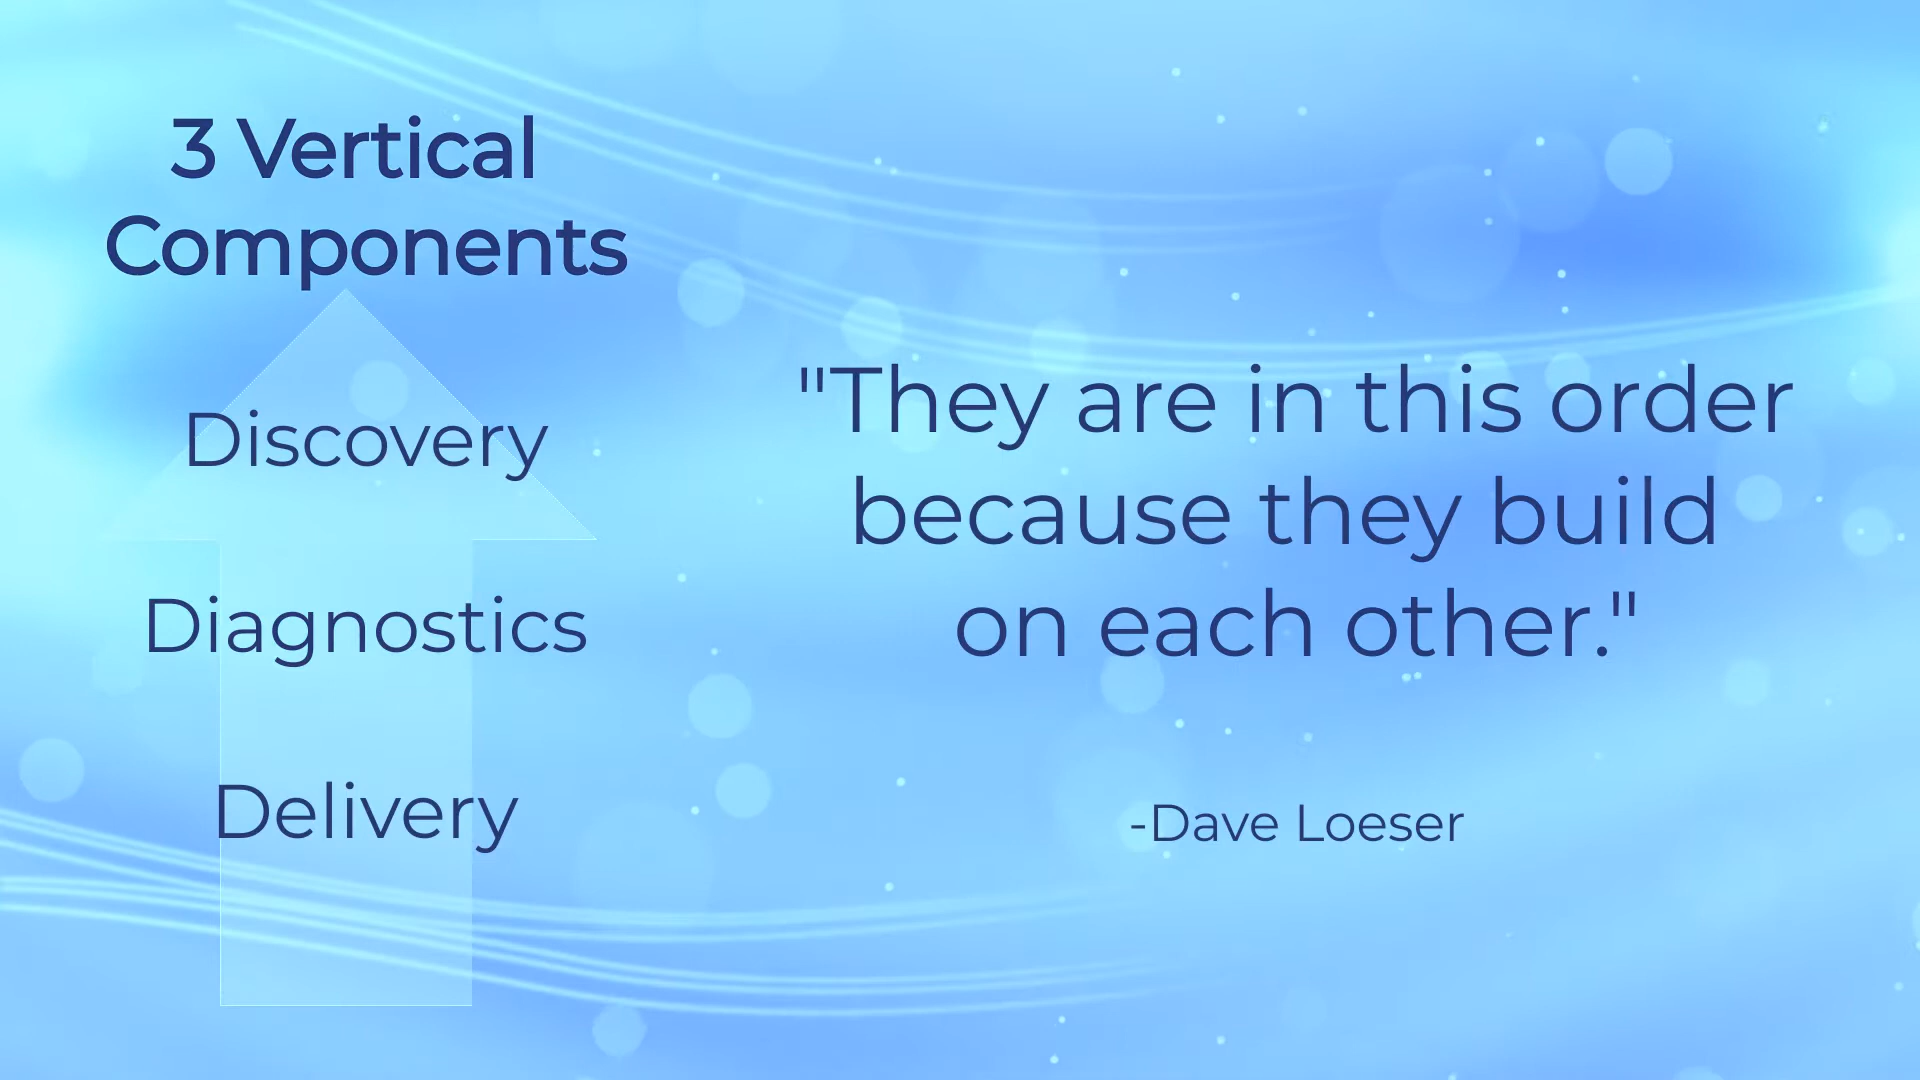 3 Vertical
Components
Discovery
Diagnostics
Delivery
"They are in this order
because they build
on each other."
-Dave Loeser